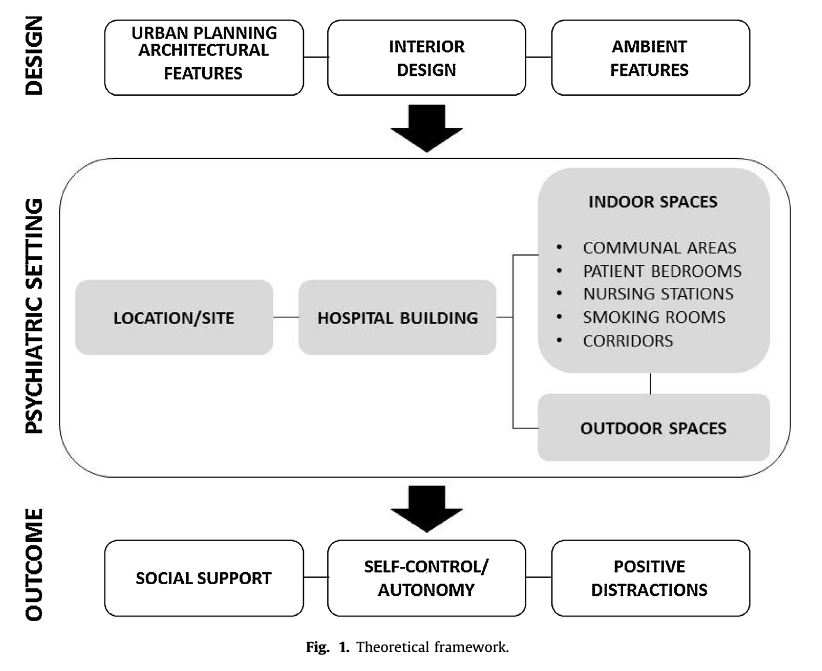 DESIGN
URBAN PLANNING
ARCHITECTURAL
FEATURES
INTERIOR
DESIGN
AMBIENT
FEATURES
PSYCHIATRIC SETTING
LOCATION/SITE
HOSPITAL BUILDING
INDOOR SPACES
• COMMUNAL AREAS
• PATIENT BEDROOMS
• NURSING STATIONS
• SMOKING ROOMS
• CORRIDORS
OUTDOOR SPACES
OUTCOME
SOCIAL SUPPORT
SELF-CONTROL/
AUTONOMY
POSITIVE
DISTRACTIONS
Fig. 1. Theoretical framework.